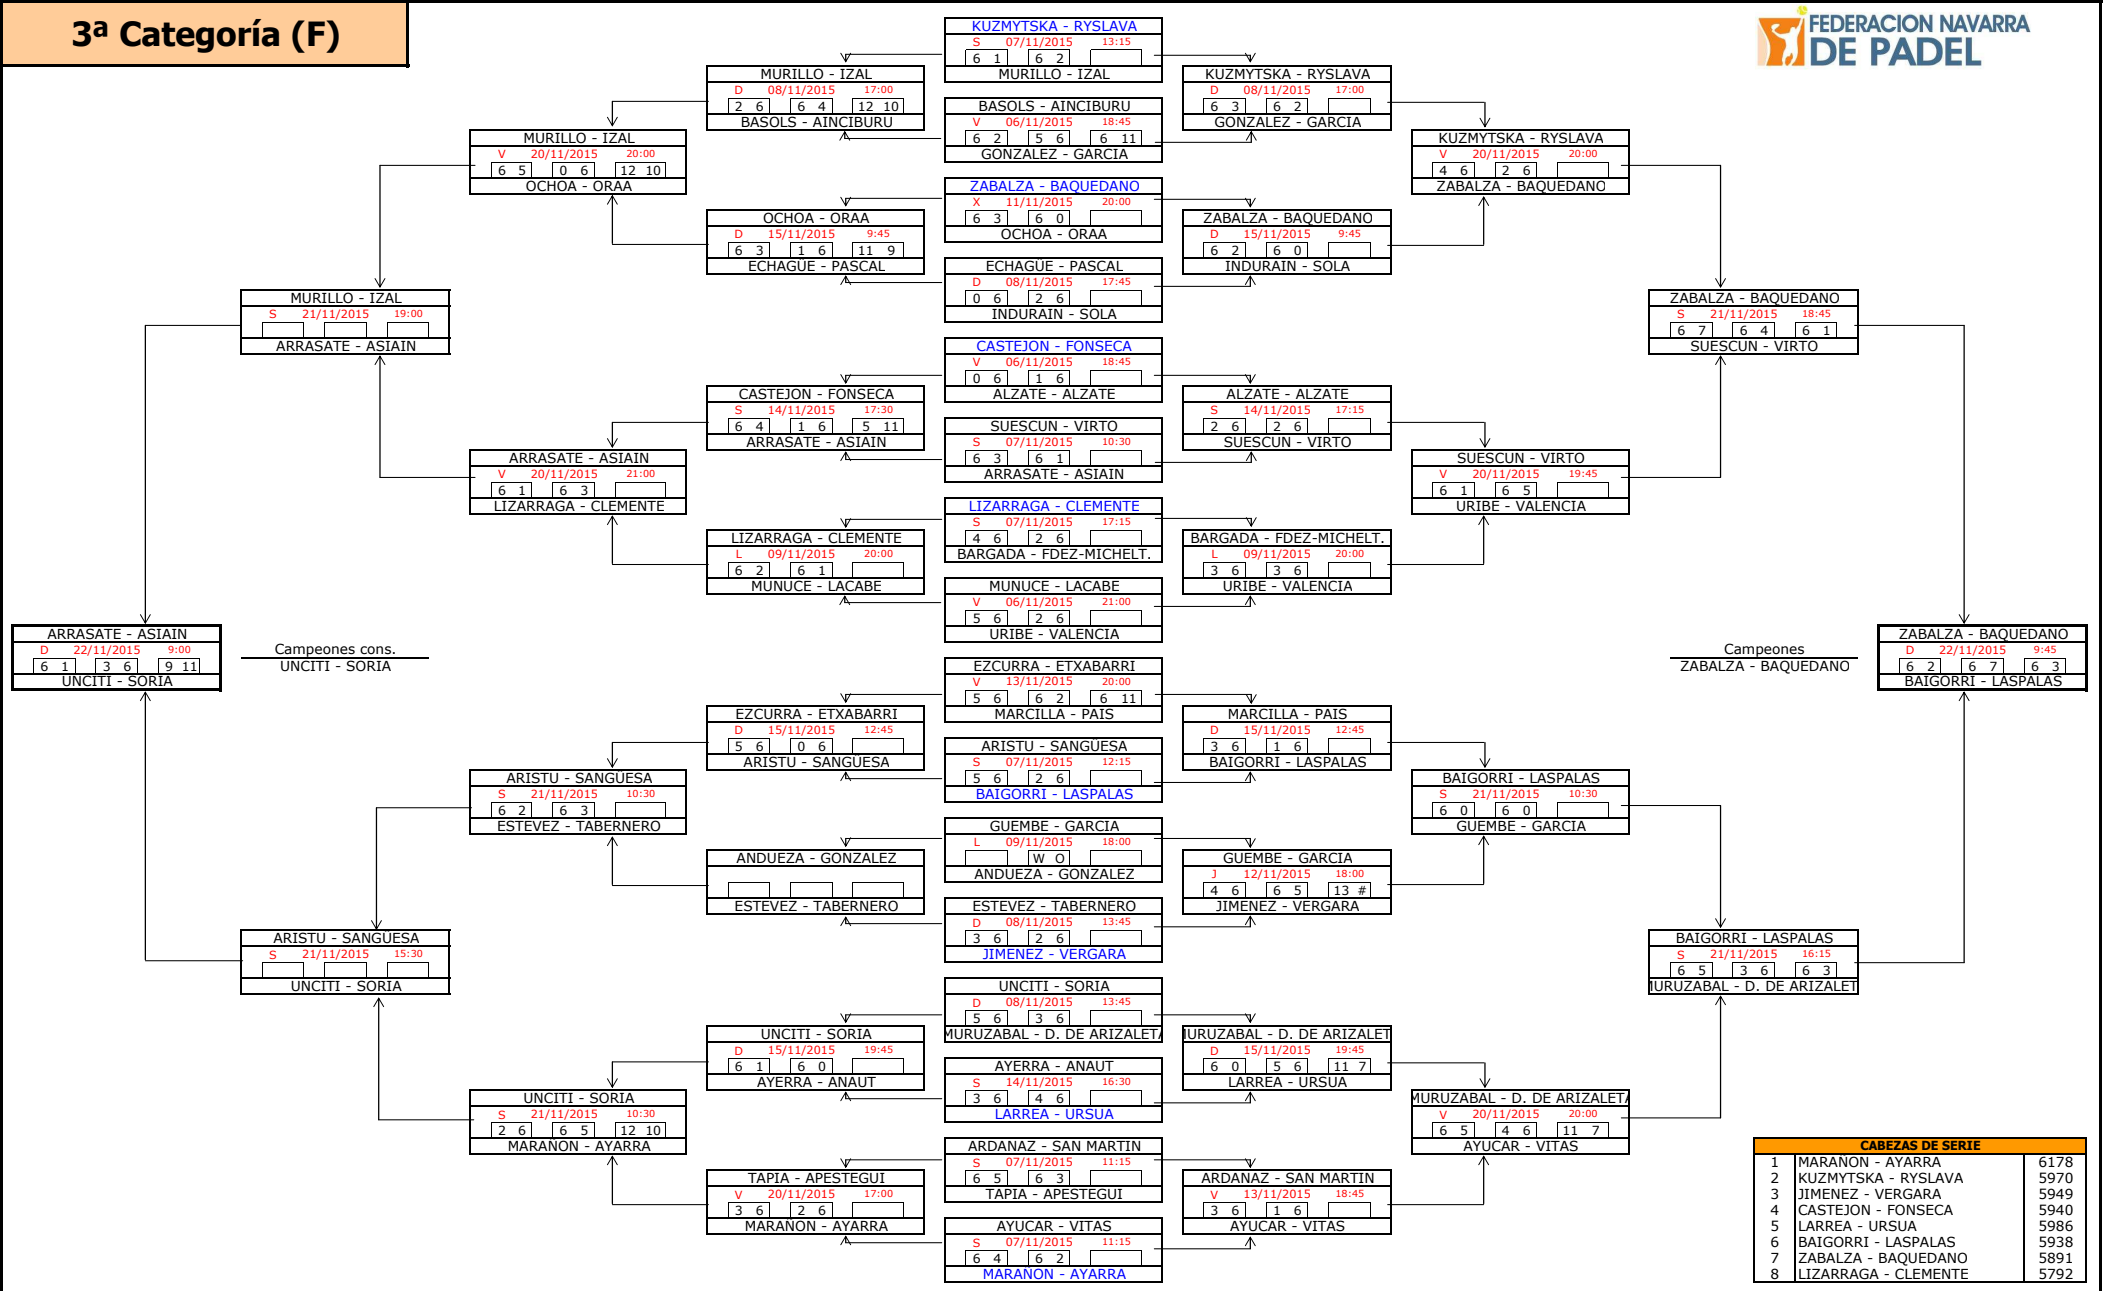 3ª Categoría (F)
FEDERACION NAVARRA
DE PADEL
KUZMYTSKA - RYSLAVA
S 07/11/2015 13:15
6 1 6 2
MURILLO - IZAL
BASOLS - AINCIBURU
V 06/11/2015 18:45
6 2 5 6 6 11
GONZALEZ - GARCIA
ZABALZA - BAQUEDANO
X 11/11/2015 20:00
6 3 6 0
OCHOA - ORAA
ECHAGÜE - PASCAL
D 08/11/2015 17:45
0 6 2 6
INDURAIN - SOLA
CASTEJON - FONSECA
V 06/11/2015 18:45
0 6 1 6
ALZATE - ALZATE
SUESCUN - VIRTO
S 07/11/2015 10:30
6 3 6 1
ARRASATE - ASIAIN
LIZARRAGA - CLEMENTE
S 07/11/2015 17:15
4 6 2 6
BARGADA - FDEZ-MICHELT.
MUNUCE - LACABE
V 06/11/2015 21:00
5 6 2 6
URIBE - VALENCIA
EZCURRA - ETXABARRI
V 13/11/2015 20:00
5 6 6 2 6 11
MARCILLA - PAIS
ARISTU - SANGÜESA
S 07/11/2015 12:15
5 6 2 6
BAIGORRI - LASPALAS
GUEMBE - GARCIA
L 09/11/2015 18:00
W O
ANDUEZA - GONZALEZ
ESTEVEZ - TABERNERO
D 08/11/2015 13:45
3 6 2 6
JIMENEZ - VERGARA
UNCITI - SORIA
D 08/11/2015 13:45
5 6 3 6
MURUZABAL - D. DE ARIZALETA
AYERRA - ANAUT
S 14/11/2015 16:30
3 6 4 6
LARREA - URSUA
ARDANAZ - SAN MARTIN
S 07/11/2015 11:15
6 5 6 3
TAPIA - APESTEGUI
AYUCAR - VITAS
S 07/11/2015 11:15
6 4 6 2
MARAÑON - AYARRA
MURILLO - IZAL
D 08/11/2015 17:00
2 6 6 4 12 10
BASOLS - AINCIBURU
OCHOA - ORAA
D 15/11/2015 9:45
6 3 1 6 11 9
ECHAGÜE - PASCAL
CASTEJON - FONSECA
S 14/11/2015 17:30
6 4 1 6 5 11
ARRASATE - ASIAIN
LIZARRAGA - CLEMENTE
L 09/11/2015 20:00
6 2 6 1
MUNUCE - LACABE
EZCURRA - ETXABARRI
D 15/11/2015 12:45
5 6 0 6
ARISTU - SANGÜESA
ANDUEZA - GONZALEZ
ESTEVEZ - TABERNERO
UNCITI - SORIA
D 15/11/2015 19:45
6 1 6 0
AYERRA - ANAUT
TAPIA - APESTEGUI
V 20/11/2015 17:00
3 6 2 6
MARAÑON - AYARRA
MURILLO - IZAL
V 20/11/2015 20:00
6 5 0 6 12 10
OCHOA - ORAA
ARRASATE - ASIAIN
V 20/11/2015 21:00
6 1 6 3
LIZARRAGA - CLEMENTE
ARISTU - SANGÜESA
S 21/11/2015 10:30
6 2 6 3
ESTEVEZ - TABERNERO
UNCITI - SORIA
S 21/11/2015 10:30
2 6 6 5 12 10
MARAÑON - AYARRA
MURILLO - IZAL
S 21/11/2015 19:00
ARRASATE - ASIAIN
ARISTU - SANGÜESA
S 21/11/2015 15:30
UNCITI - SORIA
ARRASATE - ASIAIN
D 22/11/2015 9:00
6 1 3 6 9 11
UNCITI - SORIA
Campeones cons.
UNCITI - SORIA
KUZMYTSKA - RYSLAVA
D 08/11/2015 17:00
6 3 6 2
GONZALEZ - GARCIA
ZABALZA - BAQUEDANO
D 15/11/2015 9:45
6 2 6 0
INDURAIN - SOLA
ALZATE - ALZATE
S 14/11/2015 17:15
2 6 2 6
SUESCUN - VIRTO
BARGADA - FDEZ-MICHELT.
L 09/11/2015 20:00
3 6 3 6
URIBE - VALENCIA
MARCILLA - PAIS
D 15/11/2015 12:45
3 6 1 6
BAIGORRI - LASPALAS
GUEMBE - GARCIA
J 12/11/2015 18:00
4 6 6 5 13 #
JIMENEZ - VERGARA
MURUZABAL - D. DE ARIZALET
D 15/11/2015 19:45
6 0 5 6 11 7
LARREA - URSUA
ARDANAZ - SAN MARTIN
V 13/11/2015 18:45
3 6 1 6
AYUCAR - VITAS
KUZMYTSKA - RYSLAVA
V 20/11/2015 20:00
4 6 2 6
ZABALZA - BAQUEDANO
SUESCUN - VIRTO
V 20/11/2015 19:45
6 1 6 5
URIBE - VALENCIA
BAIGORRI - LASPALAS
S 21/11/2015 10:30
6 0 6 0
GUEMBE - GARCIA
MURUZABAL - D. DE ARIZALETA
V 20/11/2015 20:00
6 5 4 6 11 7
AYUCAR - VITAS
ZABALZA - BAQUEDANO
S 21/11/2015 18:45
6 7 6 4 6 1
SUESCUN - VIRTO
BAIGORRI - LASPALAS
S 21/11/2015 16:15
6 5 3 6 6 3
MURUZABAL - D. DE ARIZALET
Campeones
ZABALZA - BAQUEDANO
ZABALZA - BAQUEDANO
D 22/11/2015 9:45
6 2 6 7 6 3
BAIGORRI - LASPALAS
CABEZAS DE SERIE
1 MARAÑON - AYARRA 6178
2 KUZMYTSKA - RYSLAVA 5970
3 JIMENEZ - VERGARA 5949
4 CASTEJON - FONSECA 5940
5 LARREA - URSUA 5986
6 BAIGORRI - LASPALAS 5938
7 ZABALZA - BAQUEDANO 5891
8 LIZARRAGA - CLEMENTE 5792